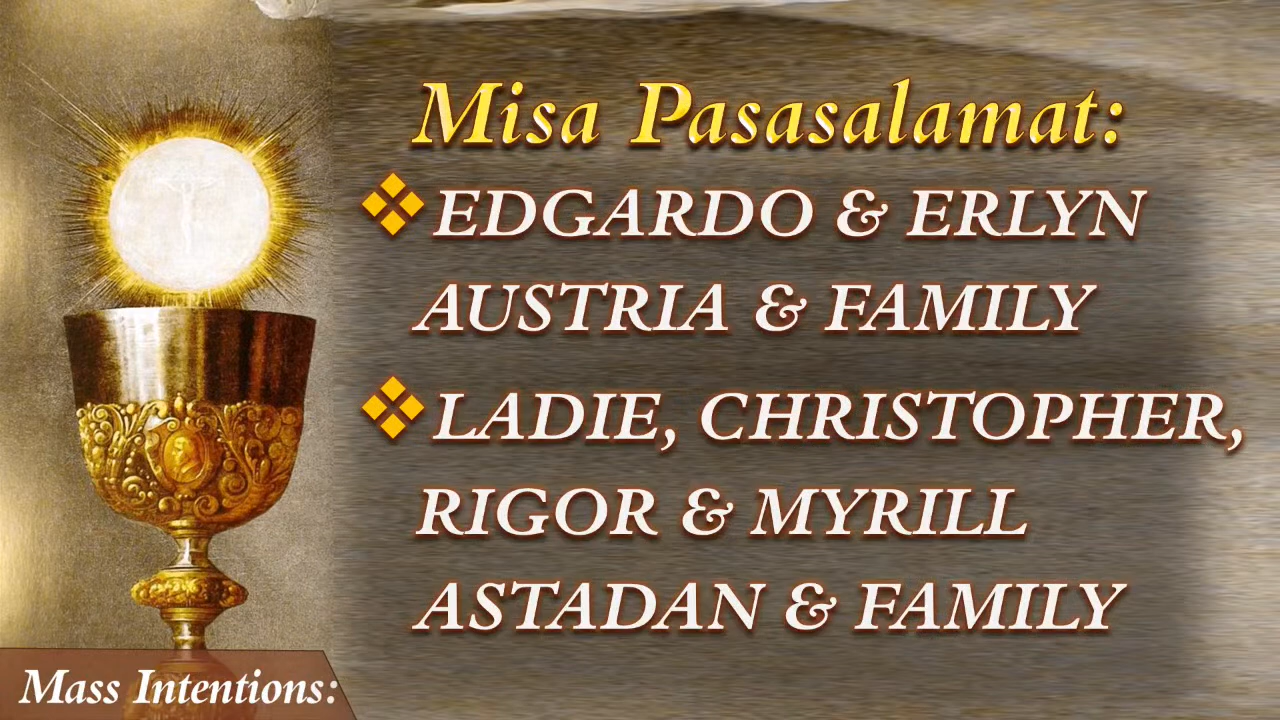 Misa Pasasalamat:
❖EDGARDO & ERLYN
AUSTRIA & FAMILY
❖LADIE, CHRISTOPHER,
RIGOR & MYRILL
ASTADAN & FAMILY
Mass Intentions: